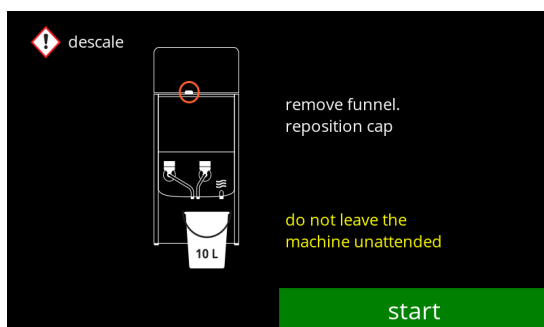 descale
remove funnel.
reposition cap
10 L
do not leave the
machine unattended
start